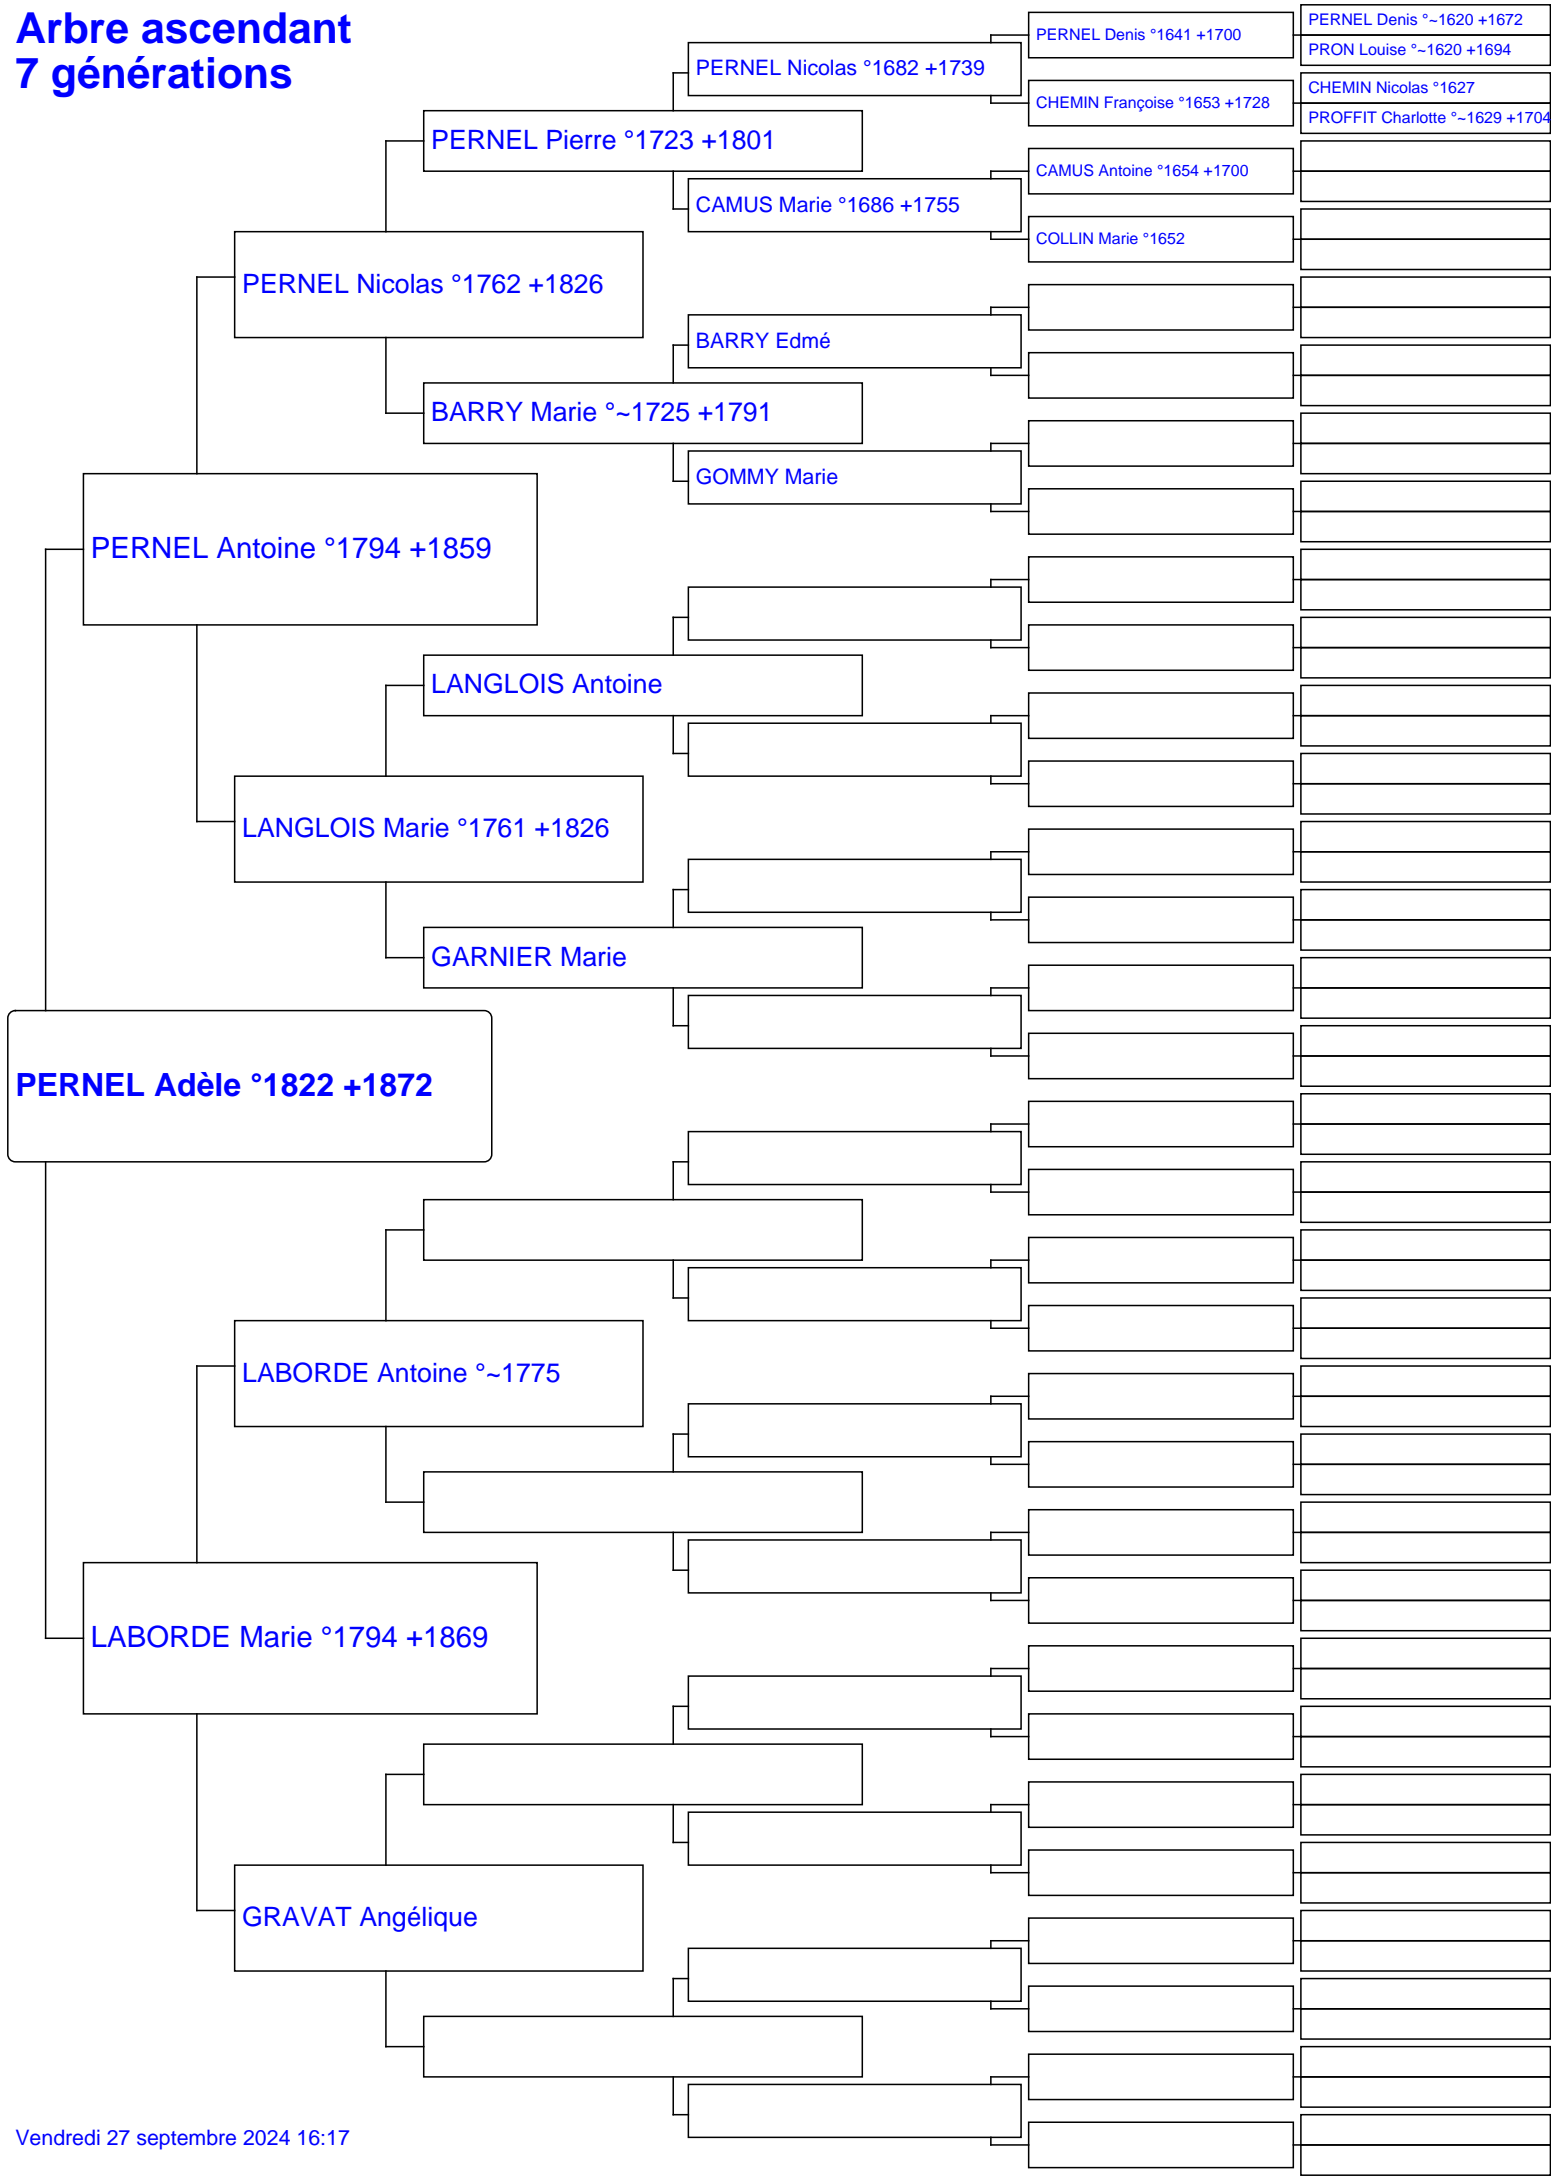 Arbre ascendant
7 générations
PERNEL Denis °~1620 +1672
PERNEL Denis °1641 +1700
PRON Louise °~1620 +1694
PERNEL Nicolas °1682 +1739
CHEMIN Nicolas °1627
CHEMIN Françoise °1653 +1728
PROFFIT Charlotte °~1629 +1704
PERNEL Pierre °1723 +1801
CAMUS Antoine °1654 +1700
CAMUS Marie °1686 +1755
COLLIN Marie °1652
PERNEL Nicolas °1762 +1826
BARRY Edmé
BARRY Marie °~1725 +1791
GOMMY Marie
PERNEL Antoine °1794 +1859
LANGLOIS Antoine
LANGLOIS Marie °1761 +1826
GARNIER Marie
PERNEL Adèle °1822 +1872
LABORDE Antoine °~1775
LABORDE Marie °1794 +1869
GRAVAT Angélique
Vendredi 27 septembre 2024 16:17